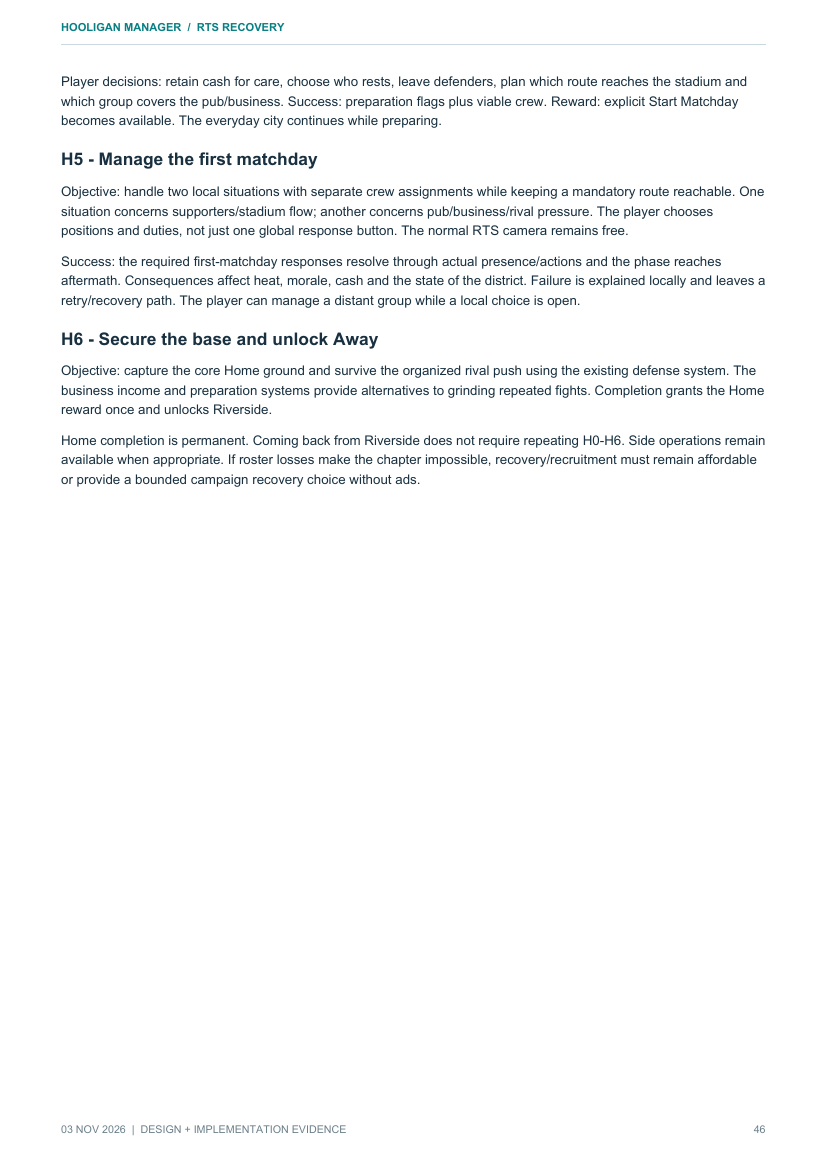 HOOLIGAN MANAGER / RTS RECOVERY
Player decisions: retain cash for care, choose who rests, leave defenders, plan which route reaches the stadium and
which group covers the pub/business. Success: preparation flags plus viable crew. Reward: explicit Start Matchday
becomes available. The everyday city continues while preparing.
H5 - Manage the first matchday
Objective: handle two local situations with separate crew assignments while keeping a mandatory route reachable. One
situation concerns supporters/stadium flow; another concerns pub/business/rival pressure. The player chooses
positions and duties, not just one global response button. The normal RTS camera remains free.
Success: the required first-matchday responses resolve through actual presence/actions and the phase reaches
aftermath. Consequences affect heat, morale, cash and the state of the district. Failure is explained locally and leaves a
retry/recovery path. The player can manage a distant group while a local choice is open.
H6 - Secure the base and unlock Away
Objective: capture the core Home ground and survive the organized rival push using the existing defense system. The
business income and preparation systems provide alternatives to grinding repeated fights. Completion grants the Home
reward once and unlocks Riverside.
Home completion is permanent. Coming back from Riverside does not require repeating H0-H6. Side operations remain
available when appropriate. If roster losses make the chapter impossible, recovery/recruitment must remain affordable
or provide a bounded campaign recovery choice without ads.
03 NOV 2026 | DESIGN + IMPLEMENTATION EVIDENCE
46